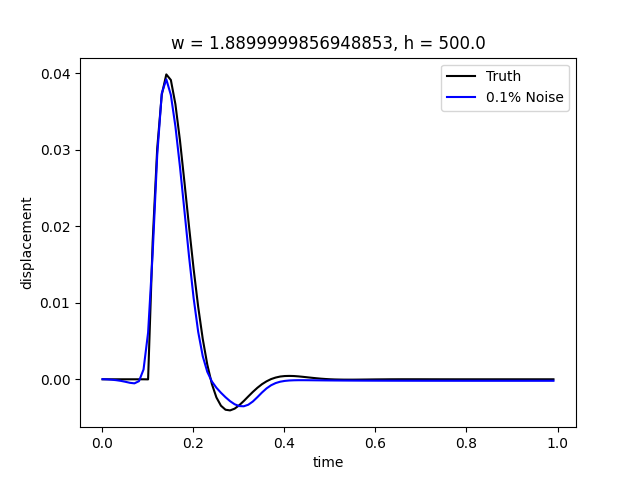 w = 1.8899999856948853, h = 500.0
Truth
0.1% Noise
displacement
0.04
0.03
0.02
0.01
0.00
0.0 0.2 0.4 0.6 0.8 1.0
time